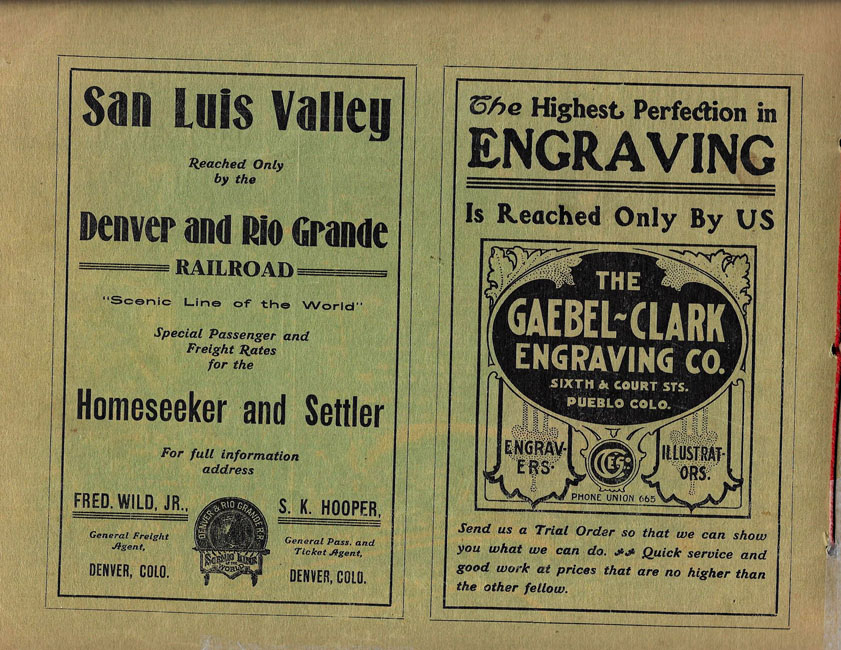 San Luis Valley
Reached Only
by the
Denver and Rio Grande
RAILROAD
"Scenic Line of the World"
Special Passenger and
Freight Rates
for the
Homeseeker and Settler
For full information
address
FRED. WILD, JR.,
General Freight
Agent,
DENVER, COLO.
DENVER & RIO GRANDE R.R.
SCENIC LINE
OF THE
WORLD
S. K. HOOPER,
General Pass. and
Ticket Agent,
DENVER, COLO.
The Highest Perfection in
ENGRAVING
Is Reached Only By US
THE
GAEBEL~CLARK
ENGRAVING CO.
SIXTH & COURT STS.
PUEBLO COLO.
ENGRAV-
ERS.
ILLUSTRAT-
ORS.
PHONE UNION 665
Send us a Trial Order so that we can show
you what we can do. Quick service and
good work at prices that are no higher than
the other fellow.